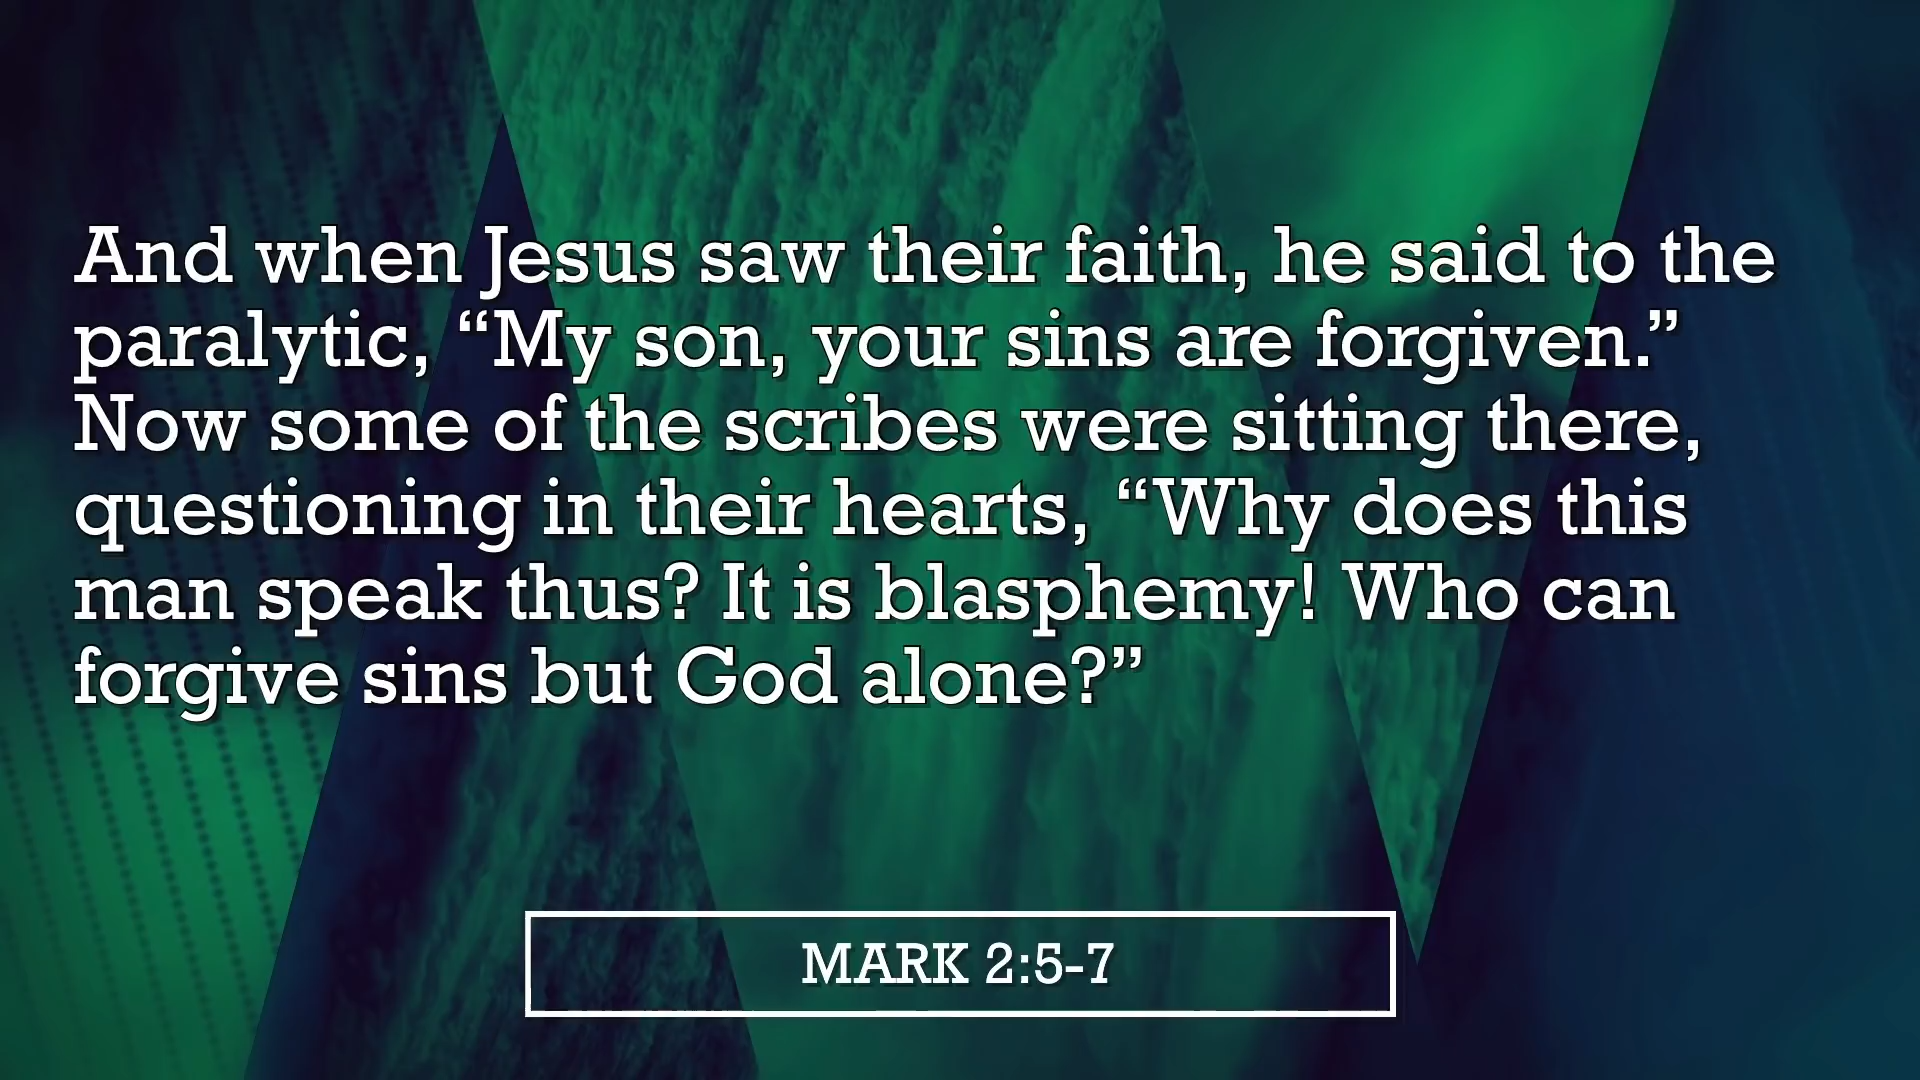 And when Jesus saw their faith, he said to the
paralytic, “My son, your sins are forgiven.”
Now some of the scribes were sitting there,
questioning in their hearts, “Why does this
man speak thus? It is blasphemy! Who can
forgive sins but God alone?”
MARK 2:5-7